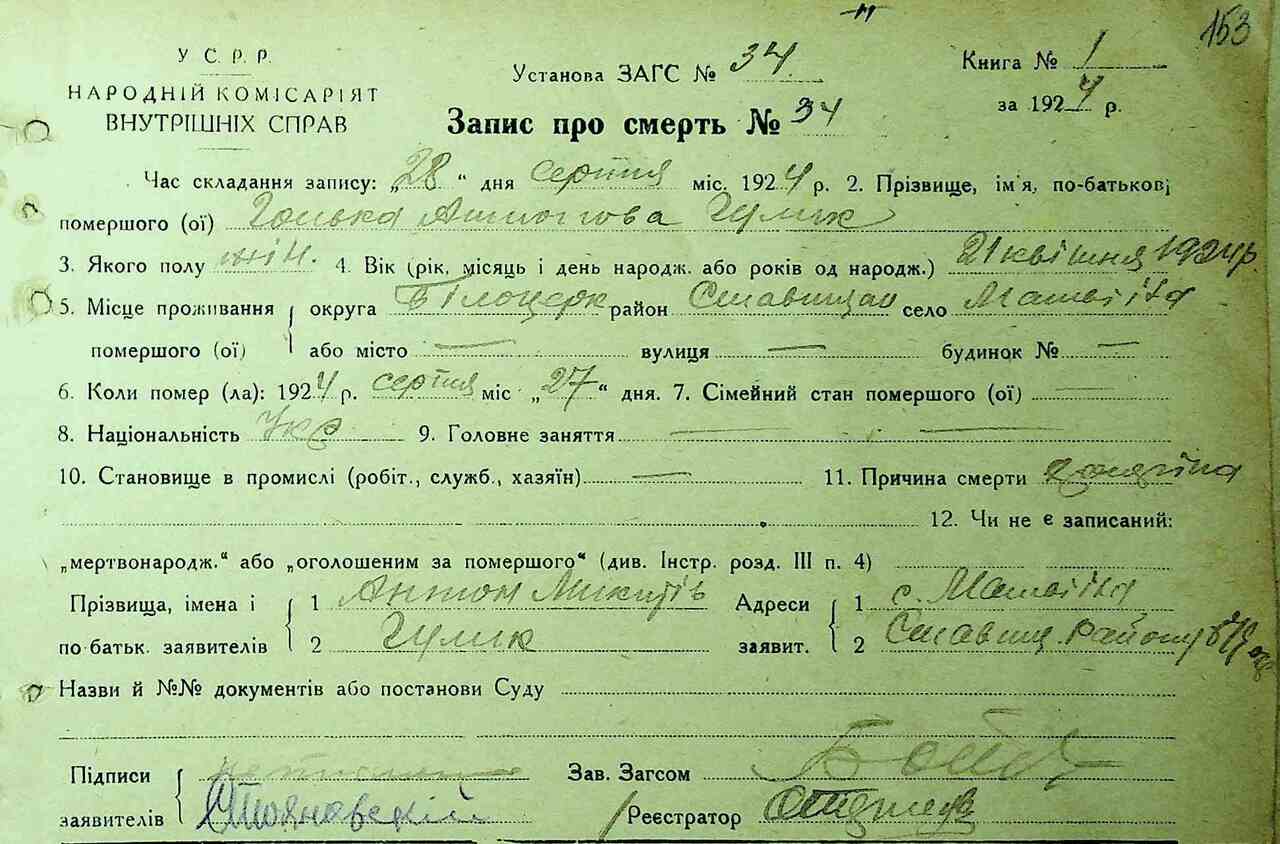 153
У С. Р. Р.
НАРОДНІЙ КОМІСАРІЯТ
ВНУТРІШНІХ СПРАВ
Установа ЗАГС № 34
Книга № 1
за 1924 р.
Запис про смерть № 34
Час складання запису: „28 “ дня серпня міс. 1924 р. 2. Прізвище, ім'я, по-батькові
помершого (ої) Антонова Гулик
3. Якого полу жін. 4. Вік (рік, місяць і день народж. або років од народж.) 21 квітня 1924 р.
5. Місце проживання округа Білоцерк район Ставищан село
помершого (ої) або місто — вулиця — будинок № —
6. Коли помер (ла): 1924 р. серпня міс „27“ дня. 7. Сімейний стан помершого (ої) —
8. Національність Укр 9. Головне заняття — —
10. Становище в промислі (робіт., служб., хазяїн) — 11. Причина смерти
12. Чи не є записаний:
„мертвонародж.“ або „оголошеним за помершого“ (див. Інстр. розд. III п. 4)
Прізвища, імена і 1 Антон Микитів Адреси 1 с.
по батьк. заявителів 2 Гулик заявит. 2 Ставищ. Району
Назви й №№ документів або постанови Суду
Підписи Зав. Загсом
заявителів Реєстратор